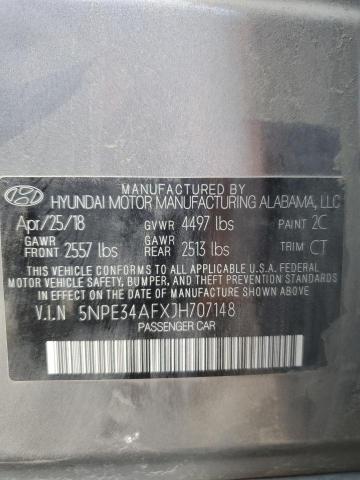 HYUNDAI MOTOR MANUFACTURING ALABAMA, LLC
Apr/25/18 GVWR 4497 lbs PAINT 2C
GAWR FRONT 2557 lbs GAWR REAR 2513 lbs TRIM CT
THIS VEHICLE CONFORMS TO ALL APPLICABLE FEDERAL
MOTOR VEHICLE SAFETY, BUMPER, AND THEFT PREVENTION STANDARDS IN
EFFECT ON THE DATE OF MANUFACTURE SHOWN ABOVE.
V.I.N 5NPE34AFXJH707148
PASSENGER CAR